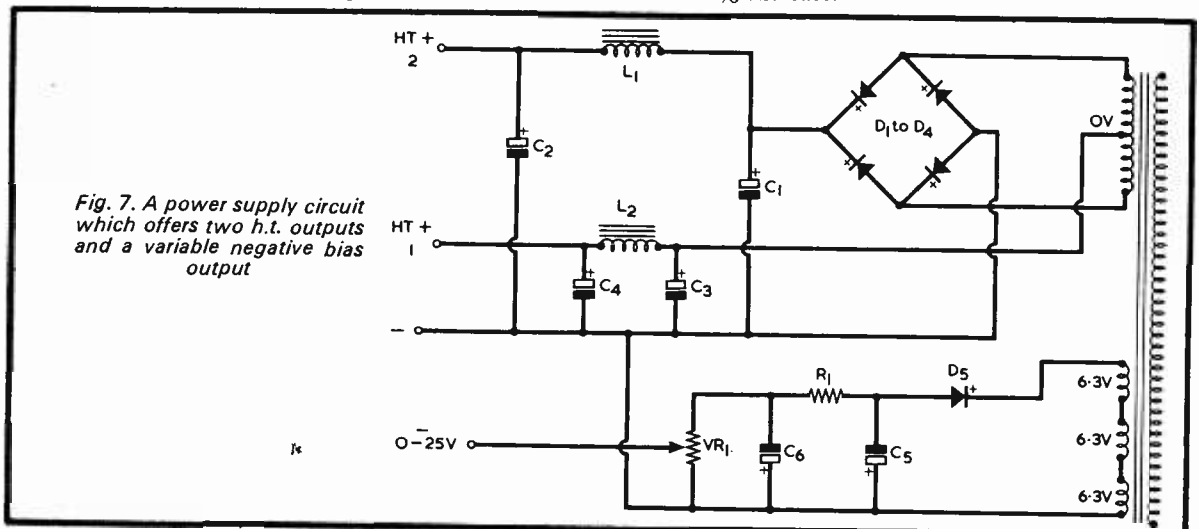 HT +
2
L1
C2
+
D1 to D4
+
+
+
+
0V
C1
+
Fig. 7. A power supply circuit
which offers two h.t. outputs
and a variable negative bias
output
HT +
1
L2
C4
+
C3
+
–
R1
D5
+
6·3V
0 – 25V
–
VR1
C6
+
C5
+
6·3V
6·3V